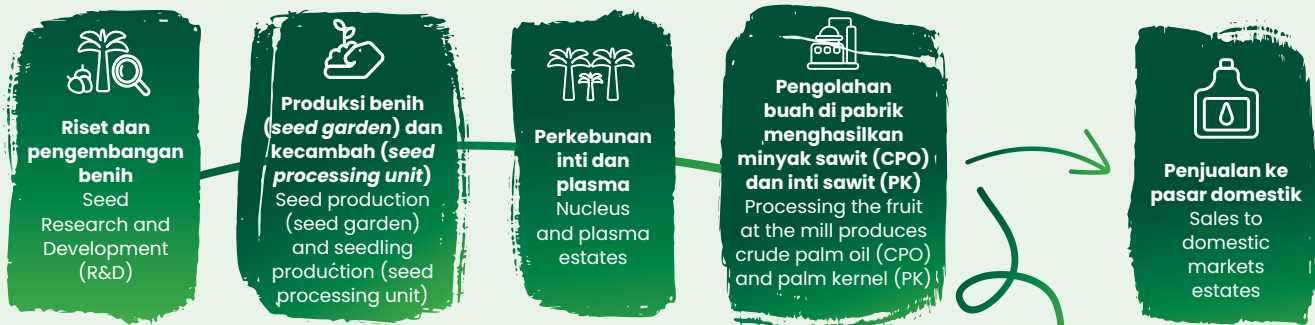 Riset dan
pengembangan
benih
Seed
Research and
Development
(R&D)
Produksi benih
(seed garden) dan
kecambah (seed
processing unit)
Seed production
(seed garden)
and seedling
production (seed
processing unit)
Perkebunan
inti dan
plasma
Nucleus
and plasma
estates
Pengolahan
buah di pabrik
menghasilkan
minyak sawit (CPO)
dan inti sawit (PK)
Processing the fruit
at the mill produces
crude palm oil (CPO)
and palm kernel (PK)
Penjualan ke
pasar domestik
Sales to
domestic
markets
estates